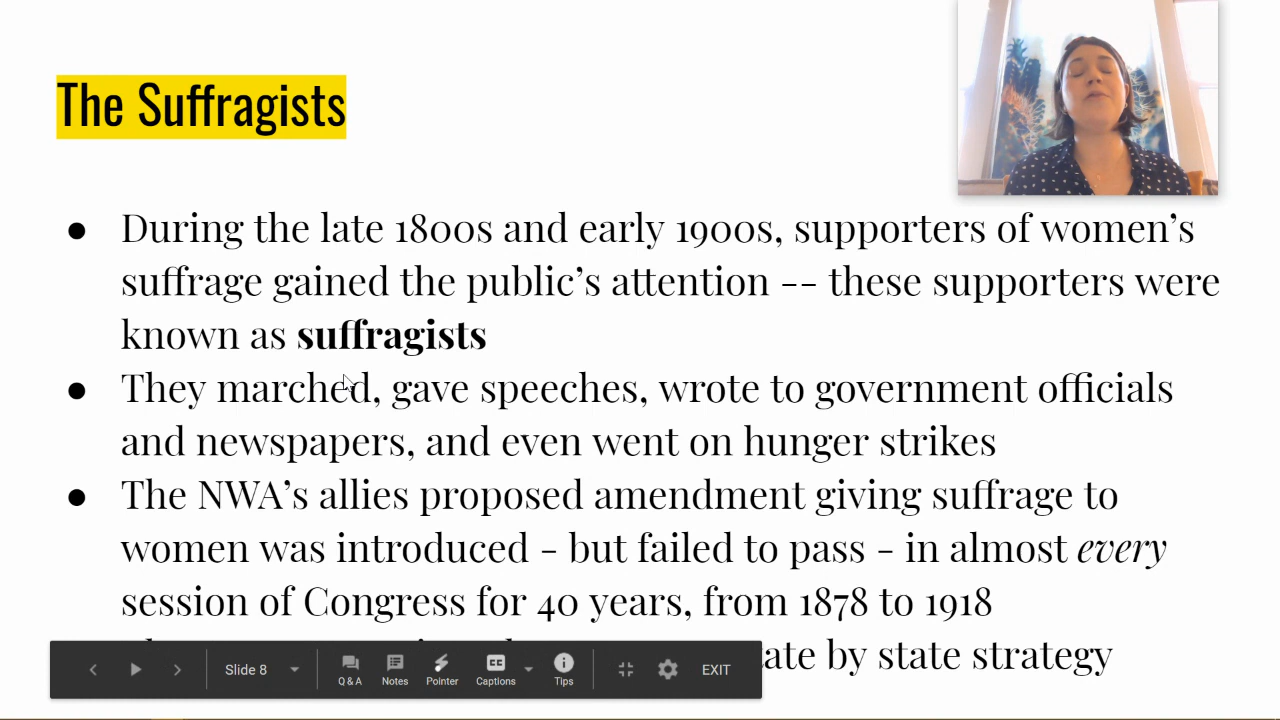 The Suffragists
● During the late 1800s and early 1900s, supporters of women’s
suffrage gained the public’s attention -- these supporters were
known as suffragists
● They marched, gave speeches, wrote to government officials
and newspapers, and even went on hunger strikes
● The NWA’s allies proposed amendment giving suffrage to
women was introduced - but failed to pass - in almost every
session of Congress for 40 years, from 1878 to 1918
by state strategy
Slide 8
Q & A
Notes
Pointer
Captions
Tips
EXIT